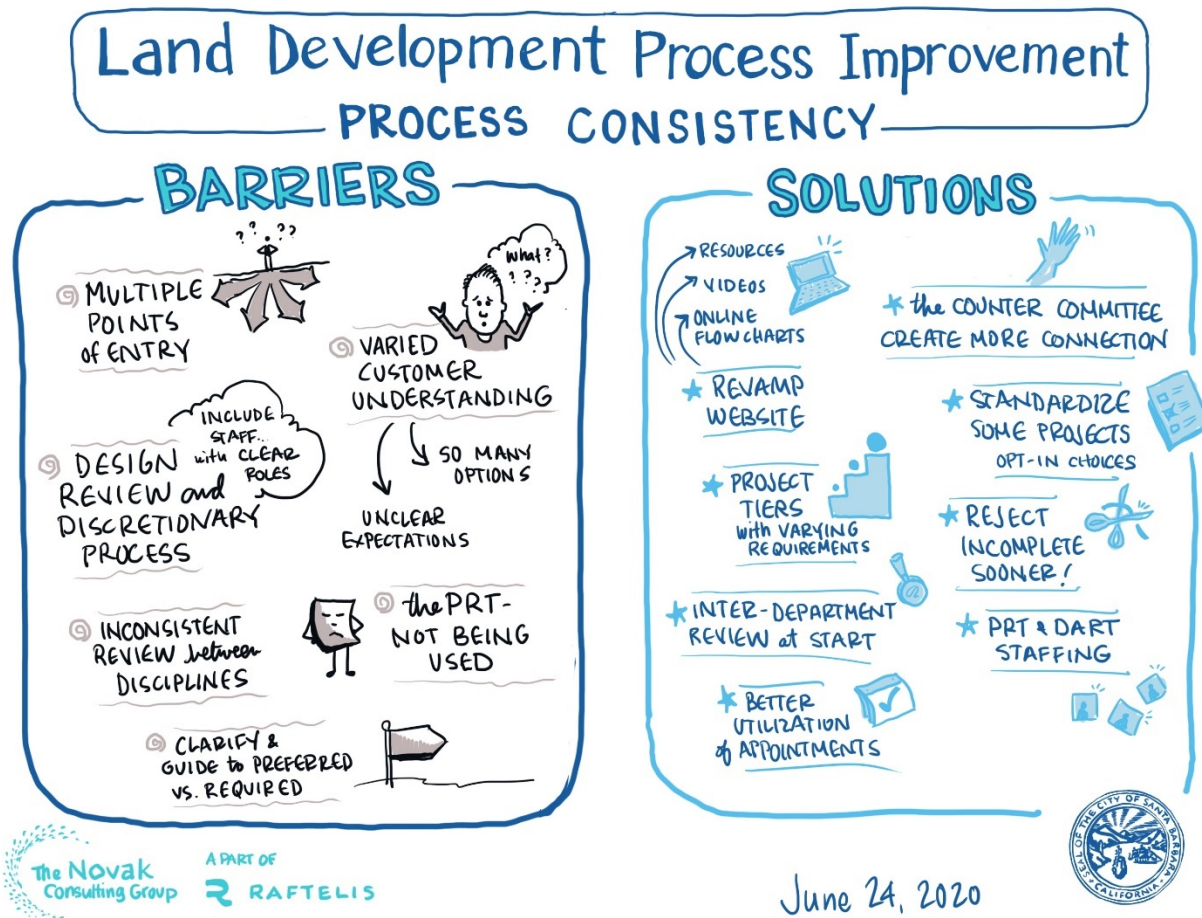 Land Development Process Improvement
PROCESS CONSISTENCY
BARRIERS
? ? ? ?
MULTIPLE
POINTS
of ENTRY
What?
? ? ?
VARIED
CUSTOMER
UNDERSTANDING
SO MANY
OPTIONS
UNCLEAR
EXPECTATIONS
INCLUDE
STAFF...
with CLEAR
ROLES
DESIGN
REVIEW and
DISCRETIONARY
PROCESS
INCONSISTENT
REVIEW between
DISCIPLINES
the PRT-
NOT BEING
USED
CLARIFY &
GUIDE to PREFERRED
VS. REQUIRED
SOLUTIONS
RESOURCES
VIDEOS
ONLINE
FLOWCHARTS
REVAMP
WEBSITE
the COUNTER COMMITTEE
CREATE MORE CONNECTION
STANDARDIZE
SOME PROJECTS
OPT-IN CHOICES
PROJECT
TIERS
with VARYING
REQUIREMENTS
REJECT
INCOMPLETE
SOONER!
INTER-DEPARTMENT
REVIEW at START
PRT & DART
STAFFING
BETTER
UTILIZATION
of APPOINTMENTS
The Novak
Consulting Group
A PART OF
RAFTELIS
June 24, 2020
SEAL OF THE CITY OF SANTA BARBARA
CALIFORNIA